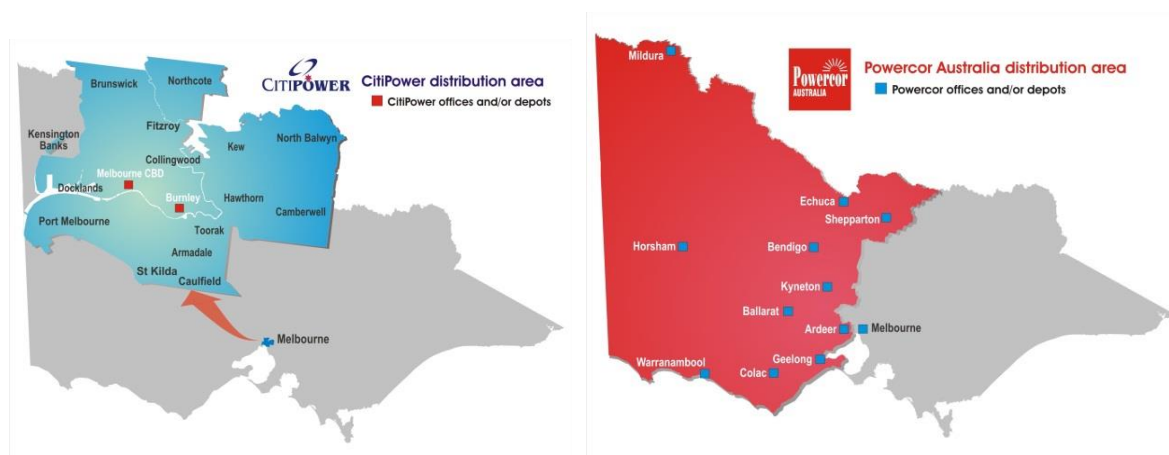 Brunswick
Northcote
CITIPOWER
CitiPower distribution area
CitiPower offices and/or depots
Fitzroy
Kensington
Banks
North Balwyn
Kew
Collingwood
Melbourne CBD
Docklands
Burnley
Hawthorn
Camberwell
Port Melbourne
Toorak
Armadale
St Kilda
Caulfield
Melbourne
Mildura
Powercor
AUSTRALIA
Powercor Australia distribution area
Powercor offices and/or depots
Echuca
Shepparton
Horsham
Bendigo
Kyneton
Ballarat
Ardeer
Melbourne
Geelong
Warranambool
Colac